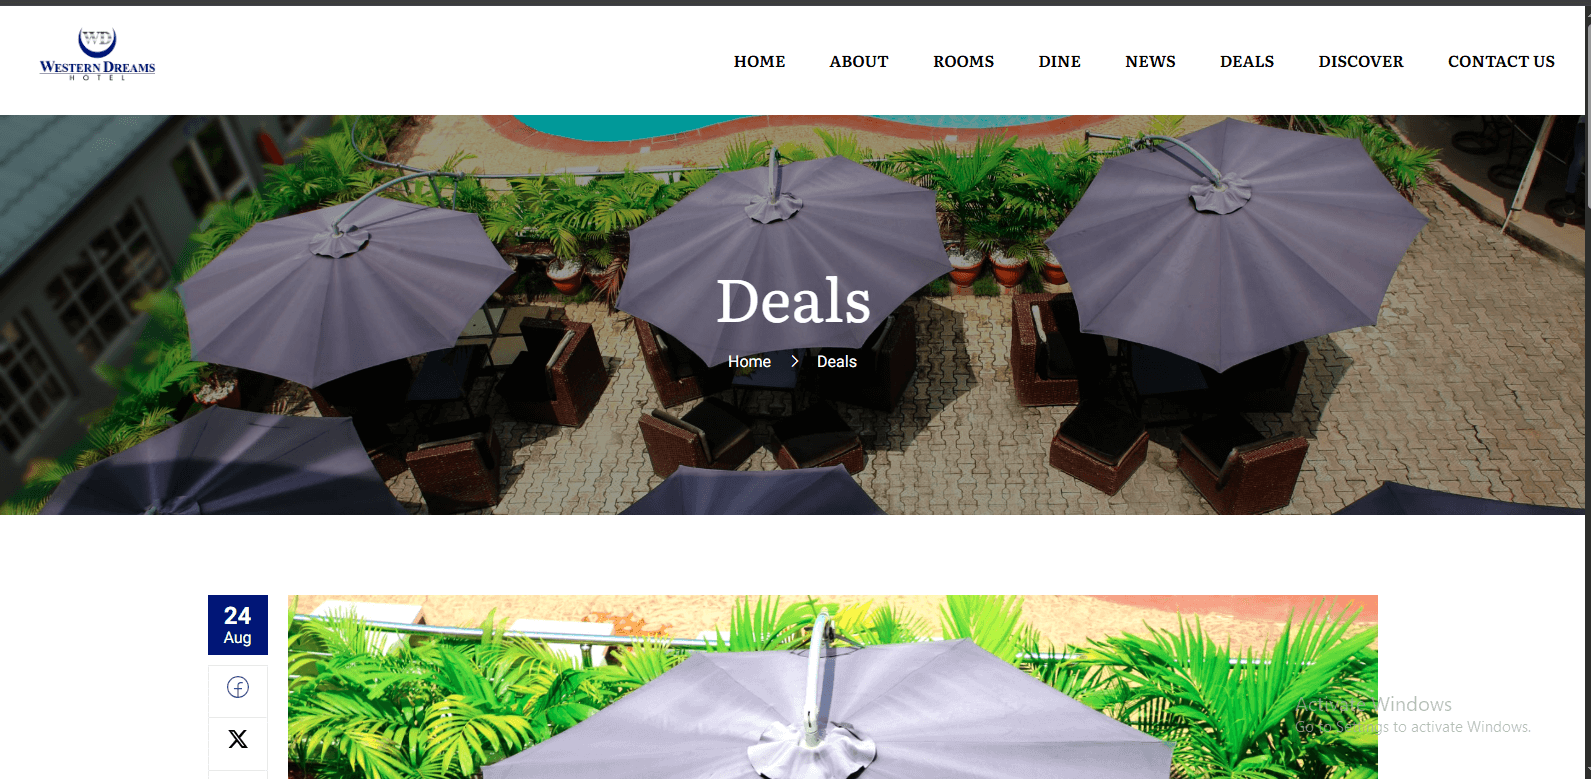 WD
WESTERN DREAMS
HOTEL
HOME
ABOUT
ROOMS
DINE
NEWS
DEALS
DISCOVER
CONTACT US
Deals
Home
Deals
24
Aug
Activate Windows
Go to Settings to activate Windows.